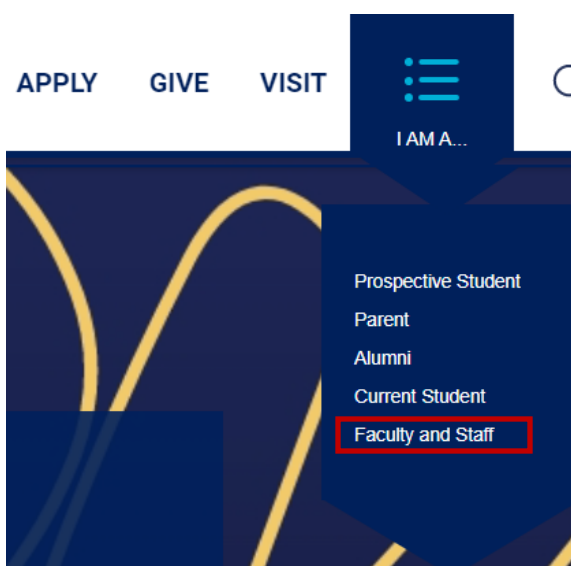 APPLY GIVE VISIT
I AM A...
Prospective Student
Parent
Alumni
Current Student
Faculty and Staff